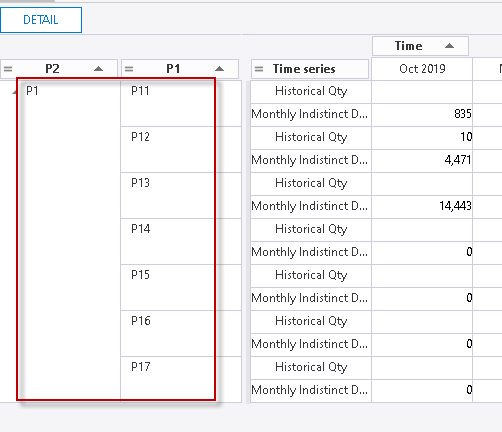 DETAIL
Time
P2 P1 Time series Oct 2019
P1 P11 Historical Qty
Monthly Indistinct D... 835
P12 Historical Qty 10
Monthly Indistinct D... 4,471
P13 Historical Qty
Monthly Indistinct D... 14,443
P14 Historical Qty
Monthly Indistinct D... 0
P15 Historical Qty
Monthly Indistinct D... 0
P16 Historical Qty
Monthly Indistinct D... 0
P17 Historical Qty
Monthly Indistinct D... 0